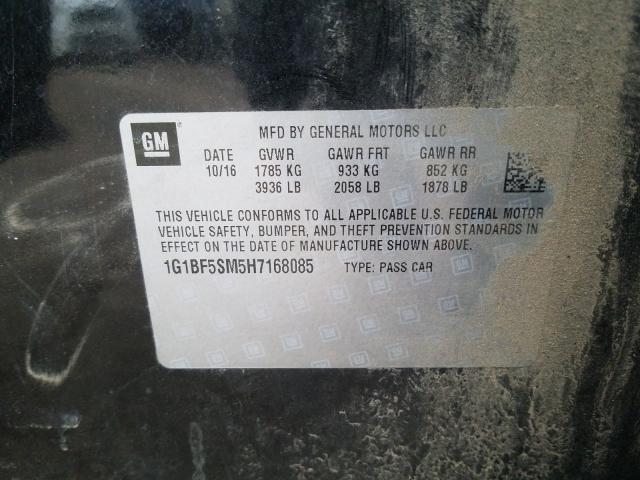 GM
MFD BY GENERAL MOTORS LLC
DATE GVWR GAWR FRT GAWR RR
10/16 1785 KG 933 KG 852 KG
3936 LB 2058 LB 1878 LB
THIS VEHICLE CONFORMS TO ALL APPLICABLE U.S. FEDERAL MOTOR
VEHICLE SAFETY, BUMPER, AND THEFT PREVENTION STANDARDS IN
EFFECT ON THE DATE OF MANUFACTURE SHOWN ABOVE.
1G1BF5SM5H7168085 TYPE: PASS CAR